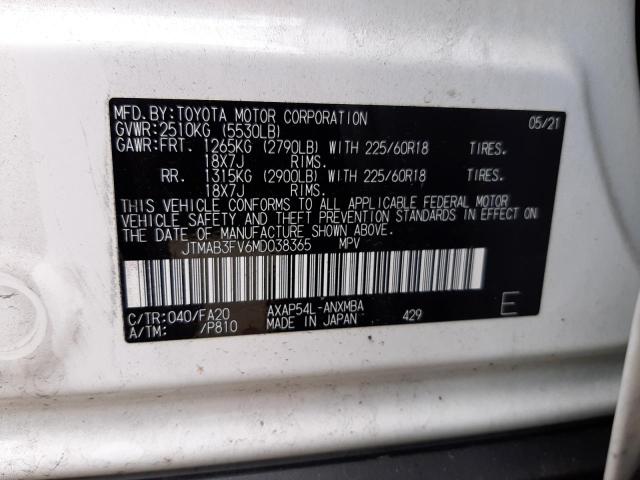 MFD.BY:TOYOTA MOTOR CORPORATION 05/21
GVWR:2510KG (5530LB)
GAWR:FRT. 1265KG (2790LB) WITH 225/60R18 TIRES.
18X7J RIMS.
RR. 1315KG (2900LB) WITH 225/60R18 TIRES.
18X7J RIMS.
THIS VEHICLE CONFORMS TO ALL APPLICABLE FEDERAL MOTOR
VEHICLE SAFETY AND THEFT PREVENTION STANDARDS IN EFFECT ON
THE DATE OF MANUFACTURE SHOWN ABOVE.
JTMAB3FV6MD038365 MPV
C/TR:040/FA20 AXAP54L-ANXMBA
A/TM: /P810 MADE IN JAPAN 429 E